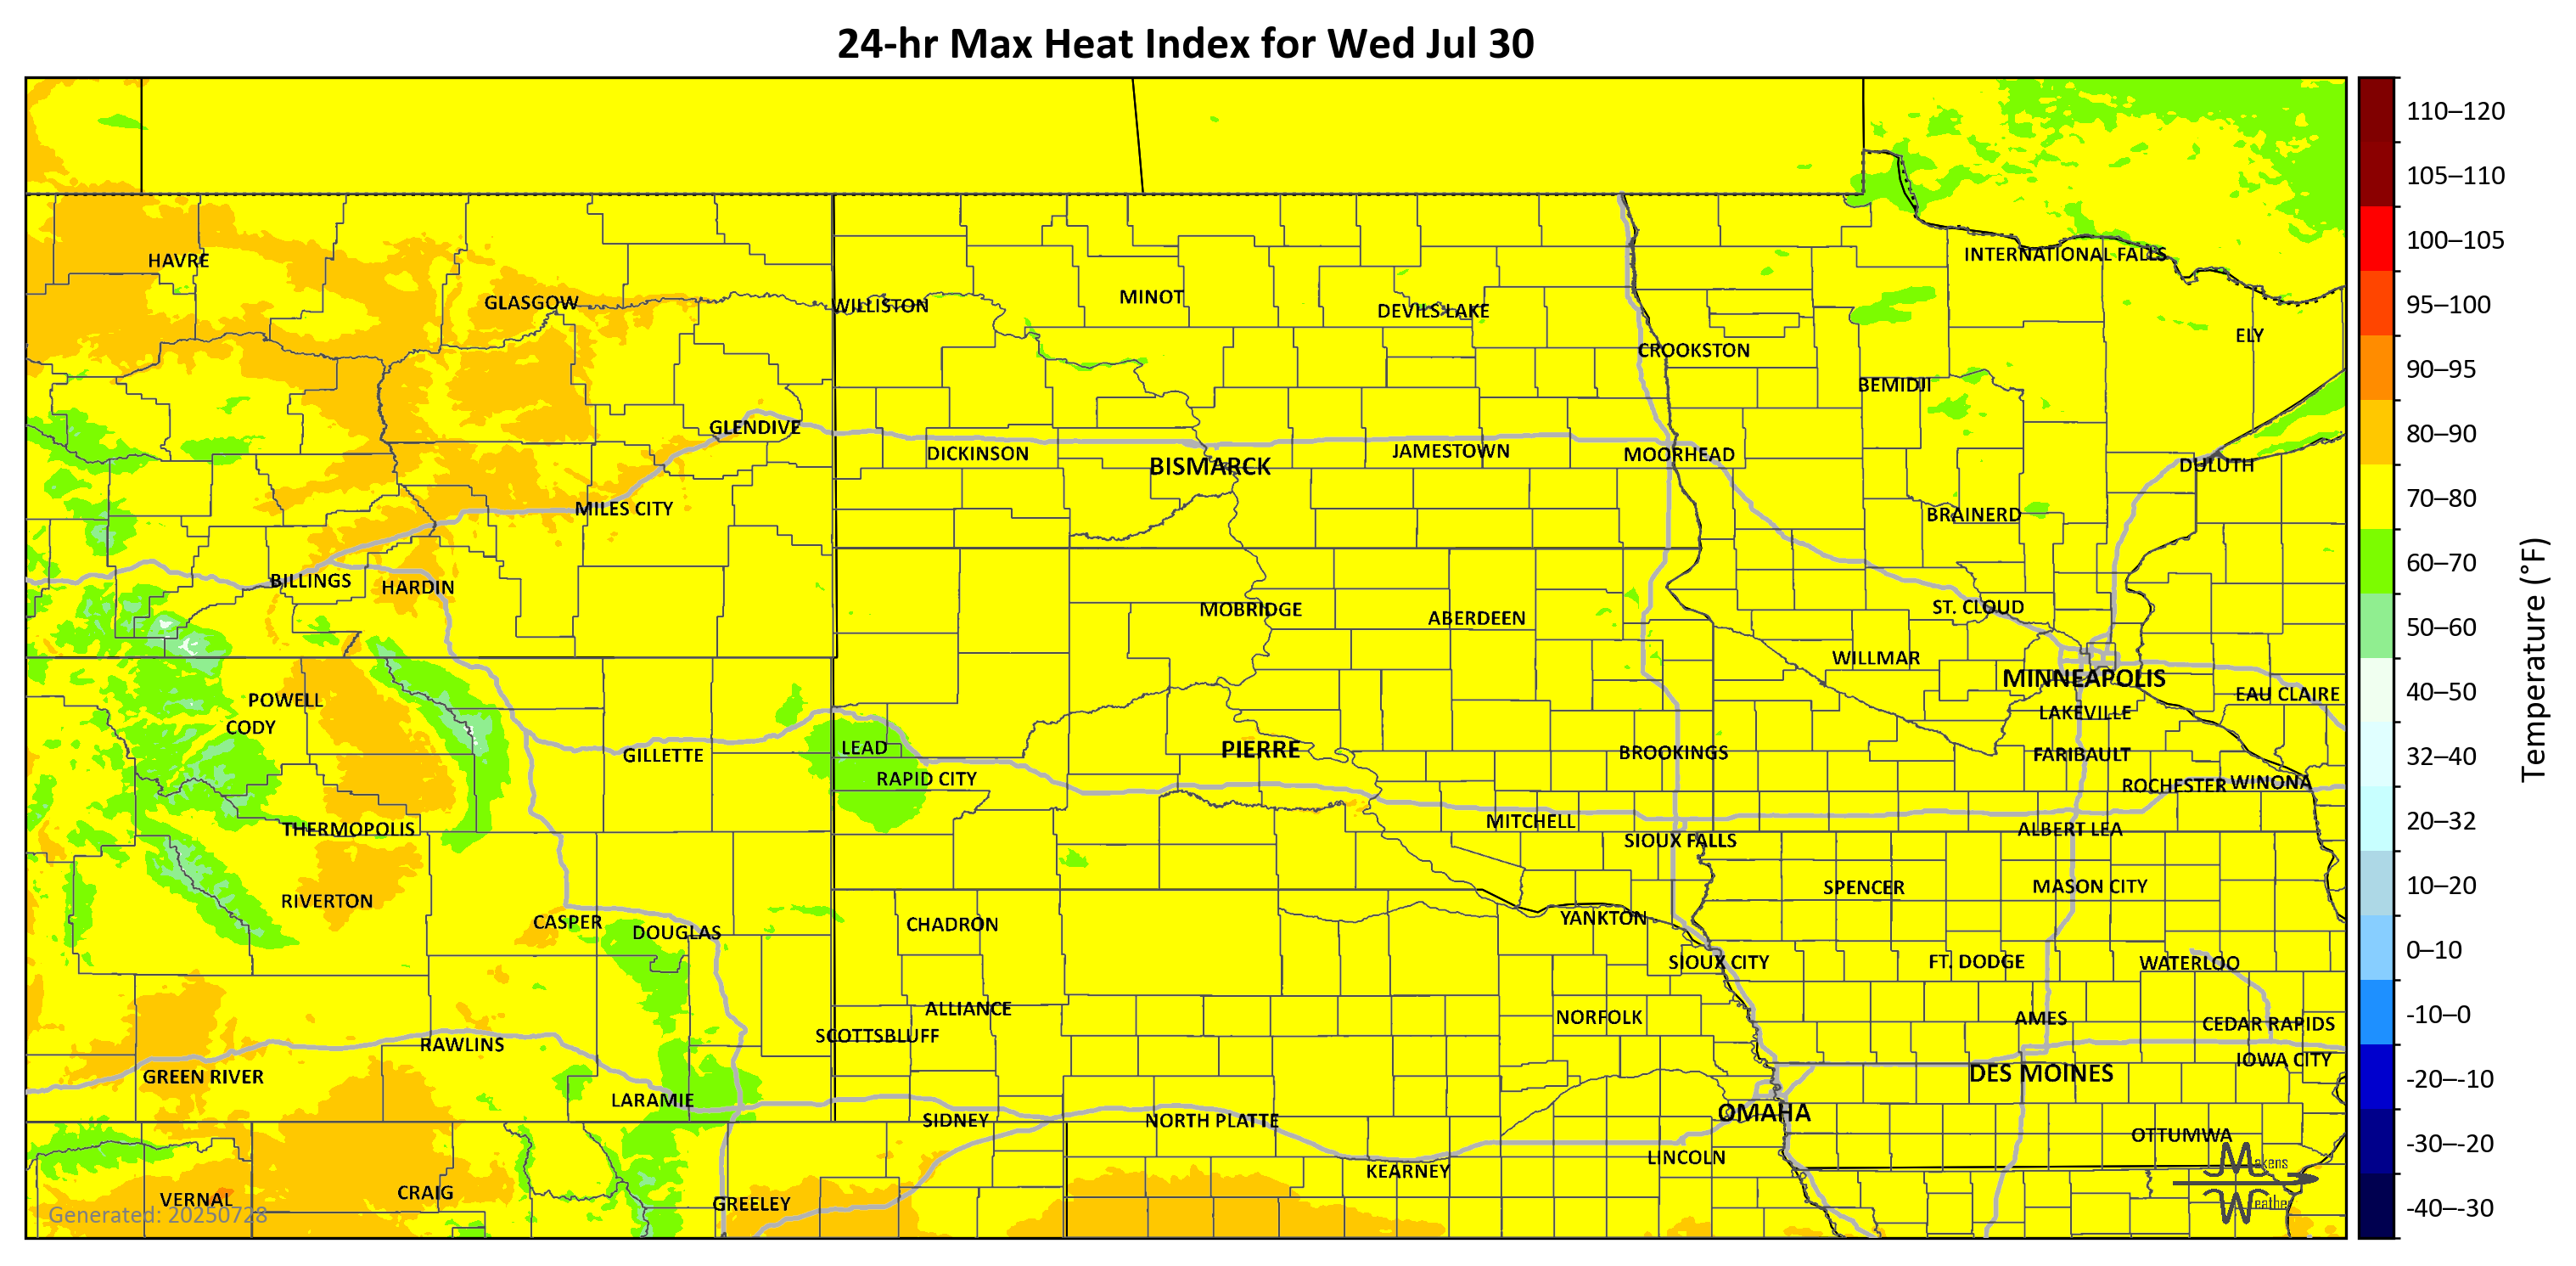 24-hr Max Heat Index for Wed Jul 30
110–120
105–110
100–105
95–100
90–95
80–90
70–80
60–70
50–60
40–50
32–40
20–32
10–20
0–10
-10–0
-20–-10
-30–-20
-40–-30
Temperature (°F)
HAVRE
INTERNATIONAL FALLS
GLASGOW
WILLISTON
MINOT
DEVILS LAKE
ELY
CROOKSTON
BEMIDJI
GLENDIVE
DICKINSON
BISMARCK
JAMESTOWN
MOORHEAD
DULUTH
MILES CITY
BRAINERD
BILLINGS
HARDIN
MOBRIDGE
ABERDEEN
ST. CLOUD
WILLMAR
MINNEAPOLIS
EAU CLAIRE
POWELL
CODY
LAKEVILLE
GILLETTE
LEAD
PIERRE
BROOKINGS
FARIBAULT
RAPID CITY
ROCHESTER
WINONA
THERMOPOLIS
MITCHELL
SIOUX FALLS
ALBERT LEA
RIVERTON
SPENCER
MASON CITY
CASPER
DOUGLAS
CHADRON
YANKTON
SIOUX CITY
FT. DODGE
WATERLOO
ALLIANCE
NORFOLK
AMES
CEDAR RAPIDS
SCOTTSBLUFF
RAWLINS
IOWA CITY
GREEN RIVER
DES MOINES
LARAMIE
SIDNEY
NORTH PLATTE
OMAHA
OTTUMWA
LINCOLN
KEARNEY
VERNAL
CRAIG
GREELEY
Generated: 20250728
Makens
Weather